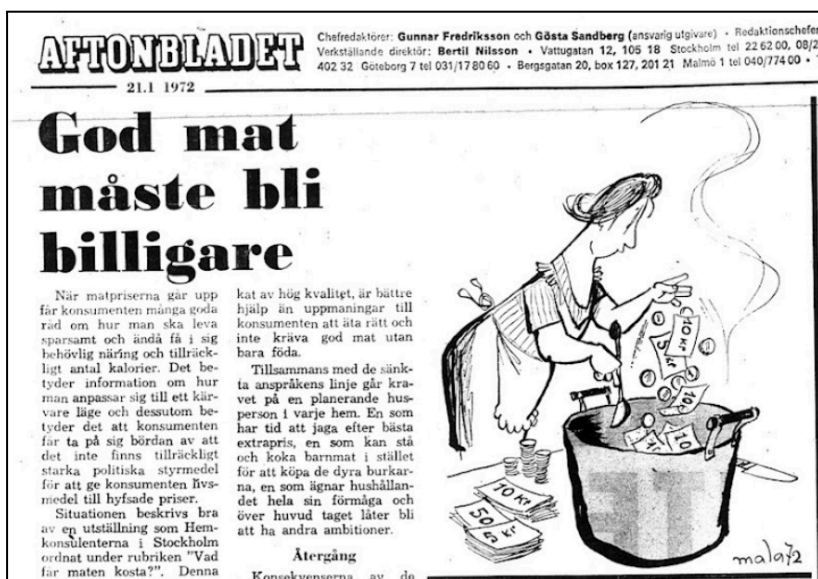 AFTONBLADET
21.1 1972
Chefredaktörer: Gunnar Fredriksson och Gösta Sandberg (ansvarig utgivare) • Redaktionschefer
Verkställande direktör: Bertil Nilsson • Vattugatan 12, 105 18 Stockholm tel 22 62 00, 08/2
402 32 Göteborg 7 tel 031/17 80 60 • Bergsgatan 20, box 127, 201 21 Malmö 1 tel 040/774 00 •
God mat
måste bli
billigare
När matpriserna går upp
får konsumenten många goda
råd om hur man ska leva
sparsamt och ändå få i sig
behövlig näring och tillräck-
ligt antal kalorier. Det be-
tyder information om hur
man anpassar sig till ett kär-
vare läge och dessutom be-
tyder det att konsumenten
får ta på sig bördan av att
det inte finns tillräckligt
starka politiska styrmedel
för att ge konsumenten livs-
medel till hyfsade priser.
Situationen beskrivs bra
av en utställning som Hem-
konsulenterna i Stockholm
ordnat under rubriken "Vad
får maten kosta?". Denna
kat av hög kvalitet, är bättre
hjälp än uppmaningar till
konsumenten att äta rätt och
inte kräva god mat utan
bara föda.
Tillsammans med de sänk-
ta anspråkens linje går kra-
vet på en planerande hus-
person i varje hem. En som
har tid att jaga efter bästa
extrapris, en som kan stå
och koka barnmat i stället
för att köpa de dyra burkar-
na, en som ägnar hushållan-
det hela sin förmåga och
över huvud taget låter bli
att ha andra ambitioner.
Återgång
Konsekvenserna av de
10 Kr
5 Kr
10
10
10 Kr
50
5 Kr
mala72